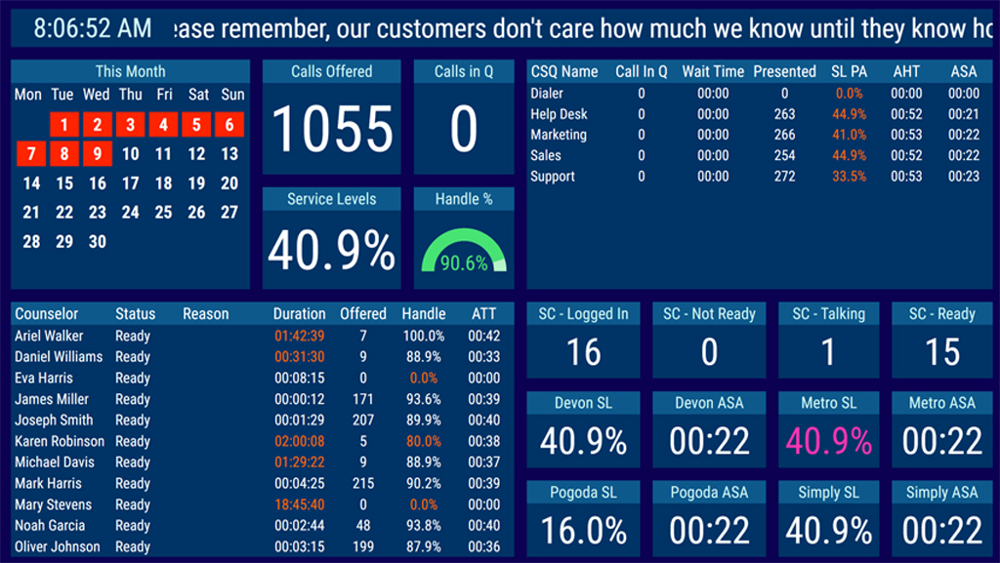 8:06:52 AM
ease remember, our customers don't care how much we know until they know ho
This Month
Mon Tue Wed Thu Fri Sat Sun
1 2 3 4 5 6
7 8 9 10 11 12 13
14 15 16 17 18 19 20
21 22 23 24 25 26 27
28 29 30
Calls Offered
1055
Calls in Q
0
Service Levels
40.9%
Handle %
90.6%
CSQ Name Call In Q Wait Time Presented SL PA AHT ASA
Dialer 0 00:00 0 0.0% 00:00 00:00
Help Desk 0 00:00 263 44.9% 00:52 00:21
Marketing 0 00:00 266 41.0% 00:53 00:22
Sales 0 00:00 254 44.9% 00:52 00:22
Support 0 00:00 272 33.5% 00:53 00:23
Counselor Status Reason Duration Offered Handle ATT
Ariel Walker Ready 01:42:39 7 100.0% 00:42
Daniel Williams Ready 00:31:30 9 88.9% 00:33
Eva Harris Ready 00:08:15 0 0.0% 00:00
James Miller Ready 00:00:12 171 93.6% 00:39
Joseph Smith Ready 00:01:29 207 89.9% 00:40
Karen Robinson Ready 02:00:08 5 80.0% 00:38
Michael Davis Ready 01:29:22 9 88.9% 00:37
Mark Harris Ready 00:04:25 215 90.2% 00:39
Mary Stevens Ready 18:45:40 0 0.0% 00:00
Noah Garcia Ready 00:02:44 48 93.8% 00:40
Oliver Johnson Ready 00:03:15 199 87.9% 00:36
SC - Logged In
16
SC - Not Ready
0
SC - Talking
1
SC - Ready
15
Devon SL
40.9%
Devon ASA
00:22
Metro SL
40.9%
Metro ASA
00:22
Pogoda SL
16.0%
Pogoda ASA
00:22
Simply SL
40.9%
Simply ASA
00:22